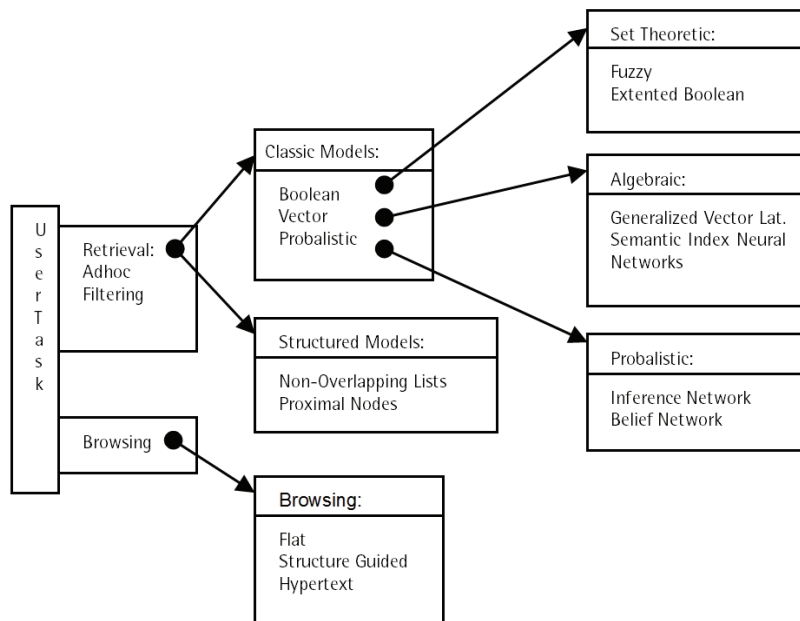 UserTask
Retrieval:
Adhoc
Filtering
Browsing
Classic Models:
Boolean
Vector
Probalistic
Structured Models:
Non-Overlapping Lists
Proximal Nodes
Browsing:
Flat
Structure Guided
Hypertext
Set Theoretic:
Fuzzy
Extented Boolean
Algebraic:
Generalized Vector Lat.
Semantic Index Neural
Networks
Probalistic:
Inference Network
Belief Network